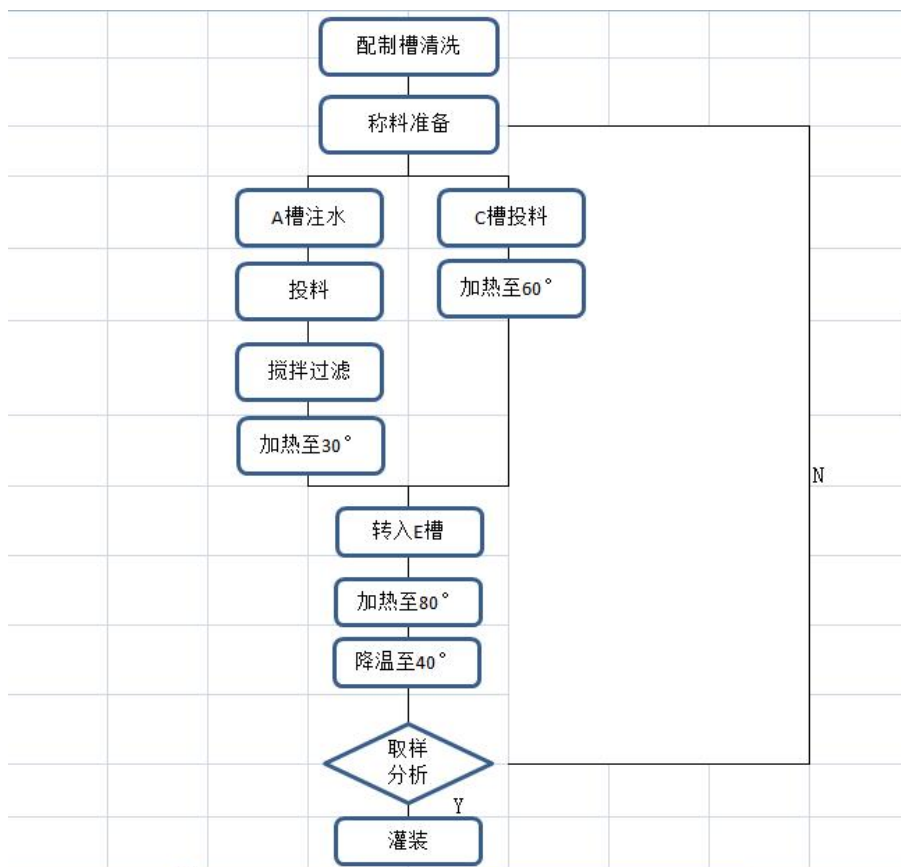 配制槽清洗
称料准备
A槽注水
C槽投料
投料
加热至60°
搅拌过滤
加热至30°
N
转入E槽
加热至80°
降温至40°
取样
分析
Y
灌装